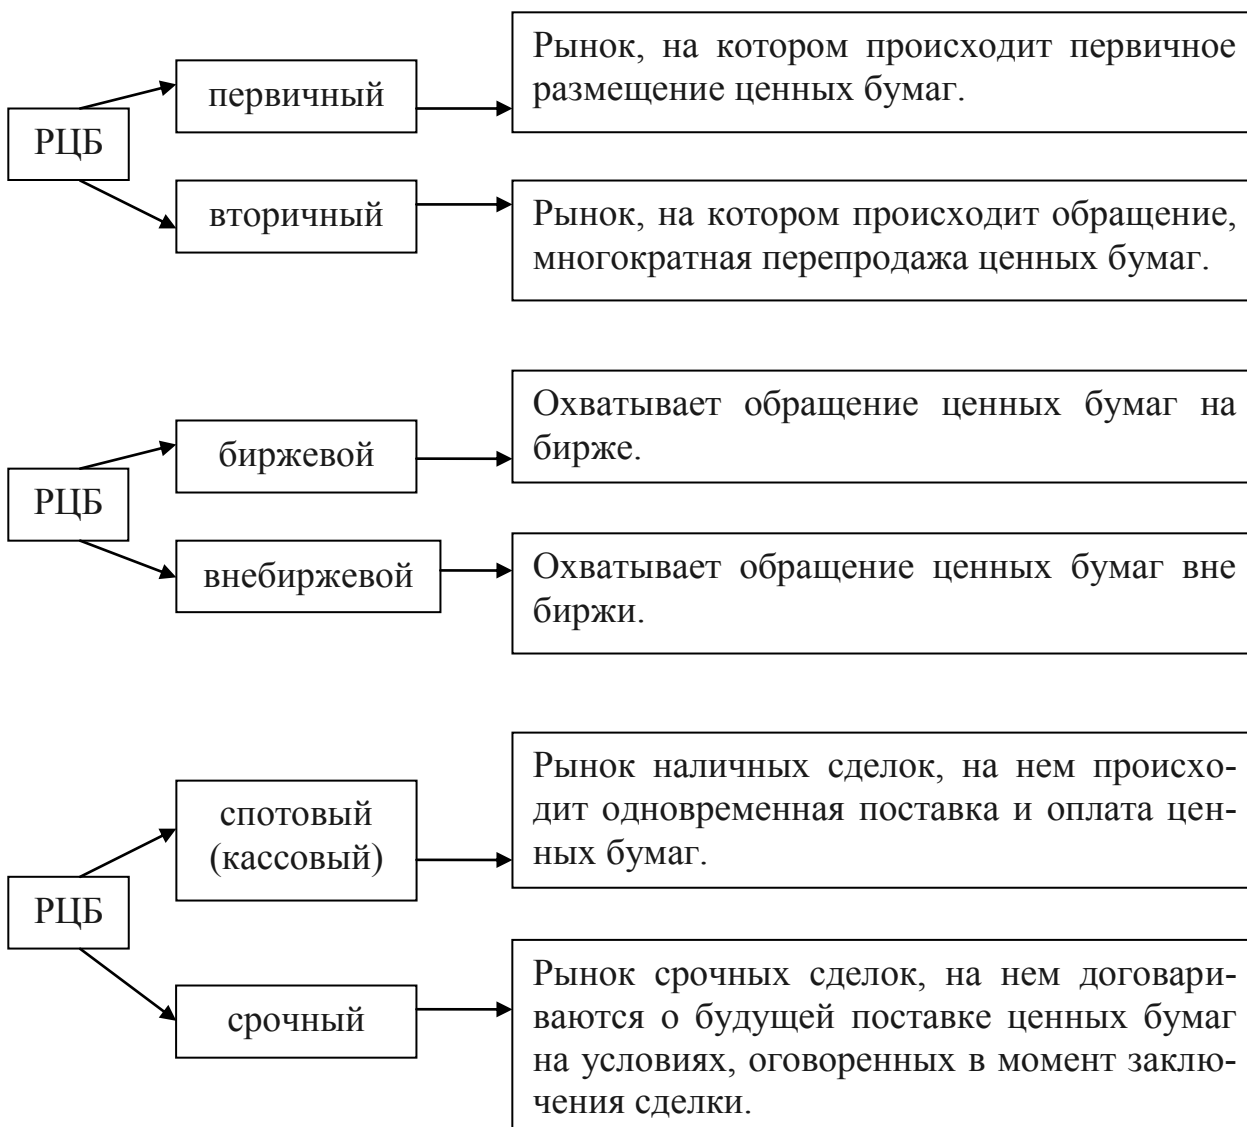 РЦБ
первичный
Рынок, на котором происходит первичное
размещение ценных бумаг.
вторичный
Рынок, на котором происходит обращение,
многократная перепродажа ценных бумаг.
РЦБ
биржевой
Охватывает обращение ценных бумаг на
бирже.
внебиржевой
Охватывает обращение ценных бумаг вне
биржи.
РЦБ
спотовый
(кассовый)
Рынок наличных сделок, на нем происхо-
дит одновременная поставка и оплата цен-
ных бумаг.
срочный
Рынок срочных сделок, на нем договари-
ваются о будущей поставке ценных бумаг
на условиях, оговоренных в момент заклю-
чения сделки.